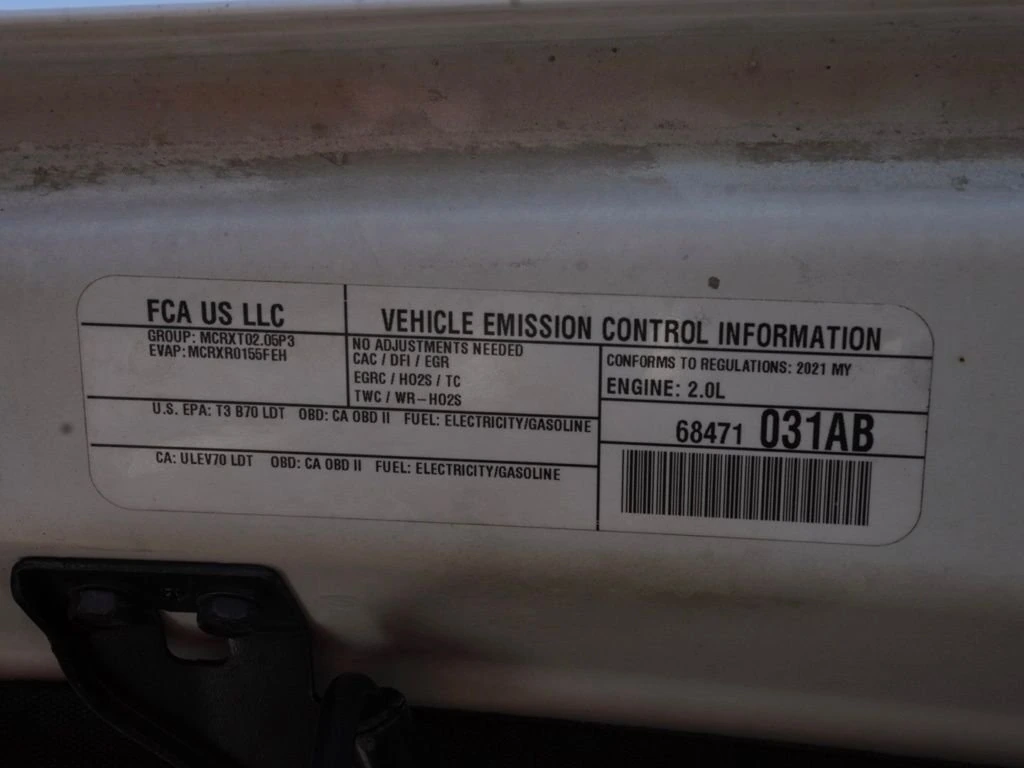 FCA US LLC
GROUP: MCRXT02.05P3
EVAP: MCRXR0155FEH
VEHICLE EMISSION CONTROL INFORMATION
NO ADJUSTMENTS NEEDED
CAC / DFI / EGR
EGRC / HO2S / TC
TWC / WR-HO2S
CONFORMS TO REGULATIONS: 2021 MY
ENGINE: 2.0L
U.S. EPA: T3 B70 LDT OBD: CA OBD II FUEL: ELECTRICITY/GASOLINE
68471 031AB
CA: ULEV70 LDT OBD: CA OBD II FUEL: ELECTRICITY/GASOLINE